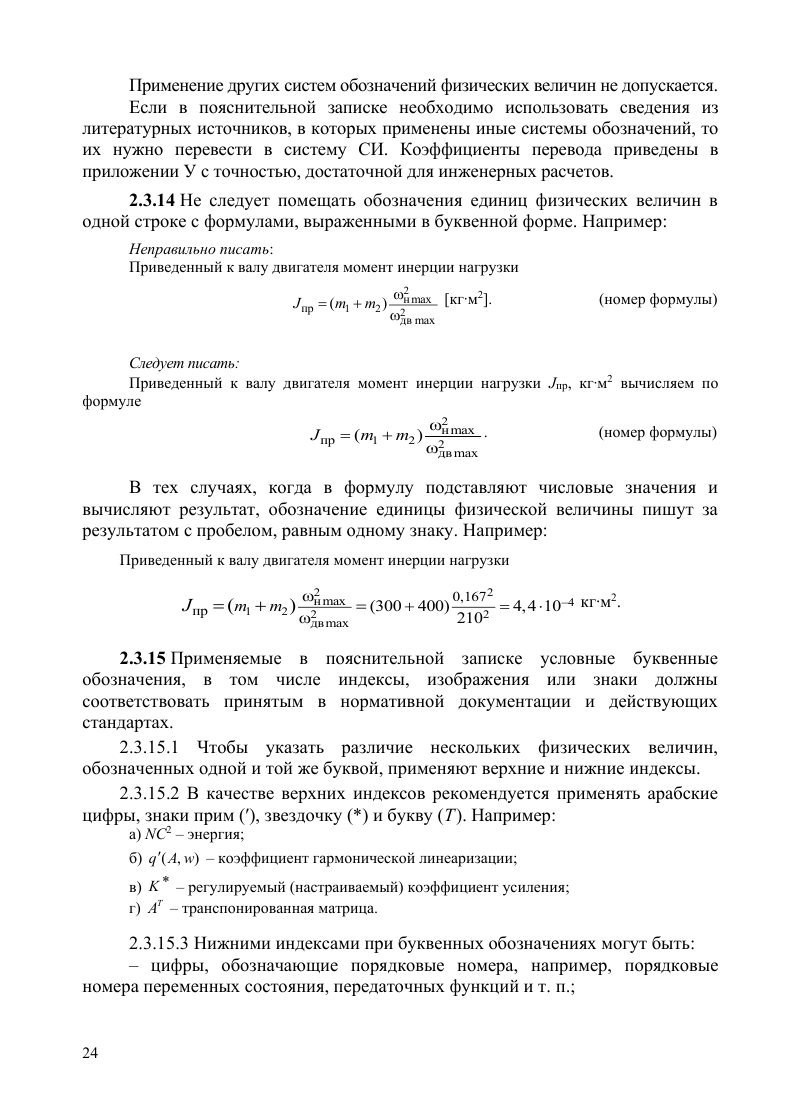 Применение других систем обозначений физических величин не допускается.
Если в пояснительной записке необходимо использовать сведения из
литературных источников, в которых применены иные системы обозначений, то
их нужно перевести в систему СИ. Коэффициенты перевода приведены в
приложении У с точностью, достаточной для инженерных расчетов.
2.3.14 Не следует помещать обозначения единиц физических величин в
одной строке с формулами, выраженными в буквенной форме. Например:
Неправильно писать:
Приведенный к валу двигателя момент инерции нагрузки
J_пр = (m₁ + m₂) ω²_н max / ω²_дв max [кг·м²]. (номер формулы)
Следует писать:
Приведенный к валу двигателя момент инерции нагрузки J_пр, кг·м² вычисляем по
формуле
J_пр = (m₁ + m₂) ω²_н max / ω²_дв max . (номер формулы)
В тех случаях, когда в формулу подставляют числовые значения и
вычисляют результат, обозначение единицы физической величины пишут за
результатом с пробелом, равным одному знаку. Например:
Приведенный к валу двигателя момент инерции нагрузки
J_пр = (m₁ + m₂) ω²_н max / ω²_дв max = (300 + 400) 0,167² / 210² = 4,4 · 10⁻⁴ кг·м².
2.3.15 Применяемые в пояснительной записке условные буквенные
обозначения, в том числе индексы, изображения или знаки должны
соответствовать принятым в нормативной документации и действующих
стандартах.
2.3.15.1 Чтобы указать различие нескольких физических величин,
обозначенных одной и той же буквой, применяют верхние и нижние индексы.
2.3.15.2 В качестве верхних индексов рекомендуется применять арабские
цифры, знаки прим (′), звездочку (*) и букву (T). Например:
а) NC² – энергия;
б) q′(A, w) – коэффициент гармонической линеаризации;
в) K* – регулируемый (настраиваемый) коэффициент усиления;
г) Aᵀ – транспонированная матрица.
2.3.15.3 Нижними индексами при буквенных обозначениях могут быть:
– цифры, обозначающие порядковые номера, например, порядковые
номера переменных состояния, передаточных функций и т. п.;
24